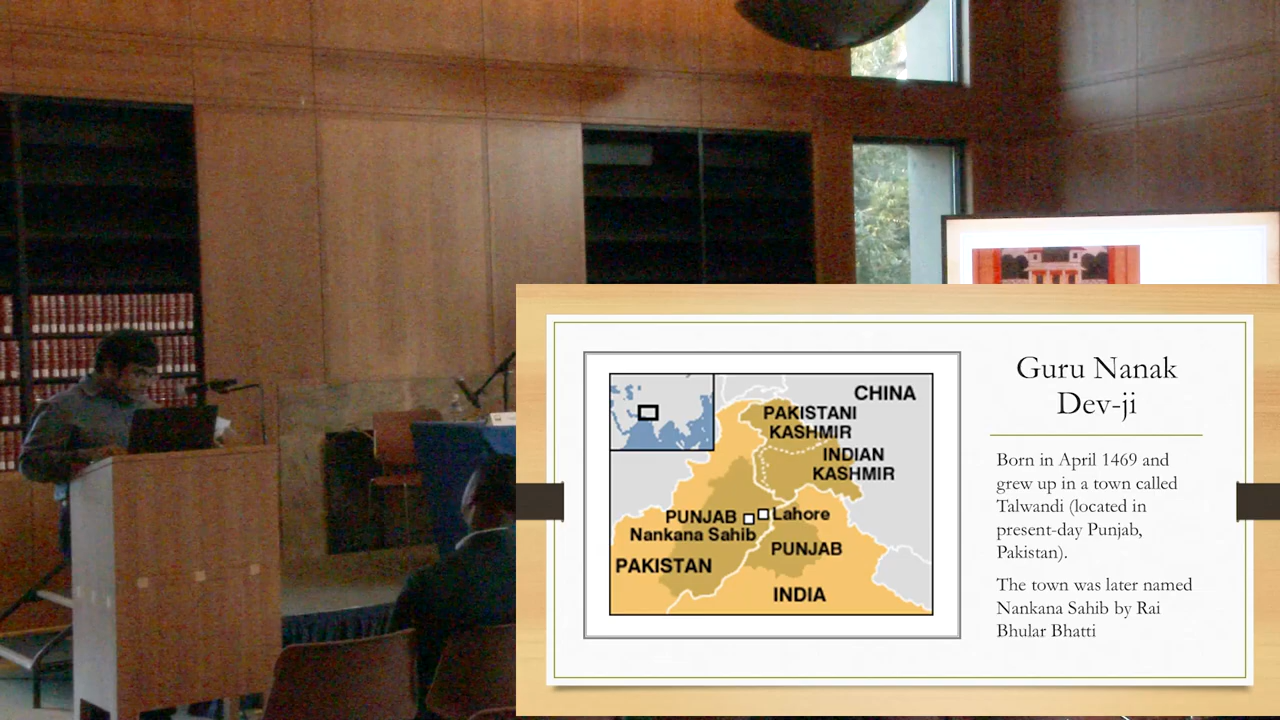 CHINA
PAKISTANI
KASHMIR
INDIAN
KASHMIR
PUNJAB
Lahore
Nankana Sahib
PUNJAB
PAKISTAN
INDIA
Guru Nanak
Dev-ji
Born in April 1469 and
grew up in a town called
Talwandi (located in
present-day Punjab,
Pakistan).
The town was later named
Nankana Sahib by Rai
Bhular Bhatti